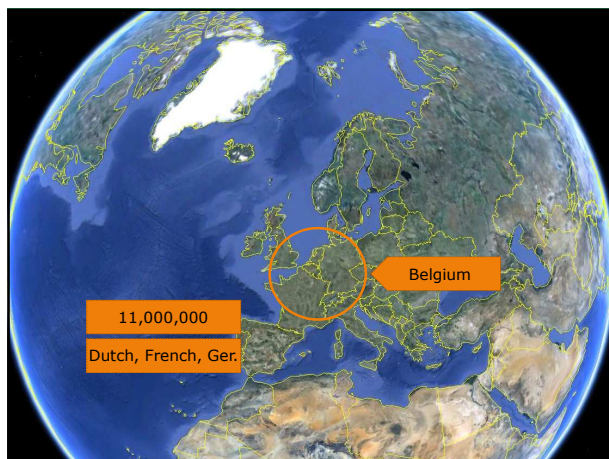 Belgium
11,000,000
Dutch, French, Ger.